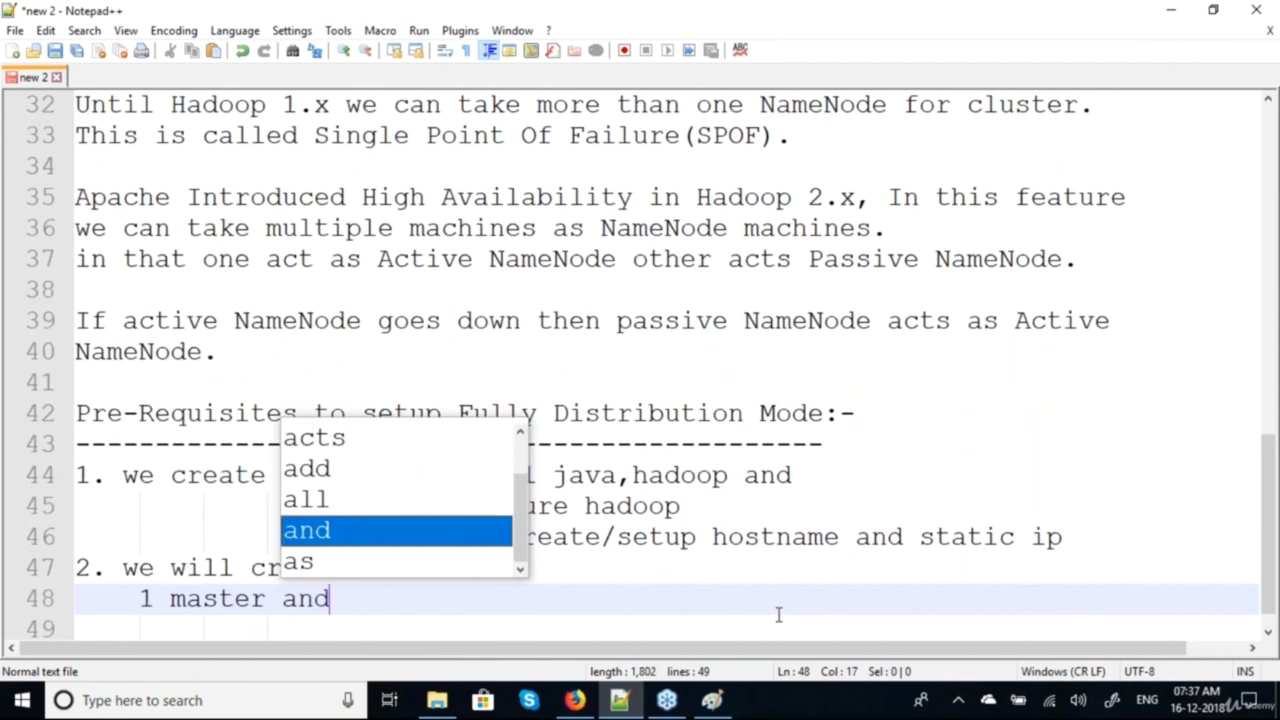 *new 2 - Notepad++
File Edit Search View Encoding Language Settings Tools Macro Run Plugins Window ?
X
new 2
32 Until Hadoop 1.x we can take more than one NameNode for cluster.
33 This is called Single Point Of Failure(SPOF).
34
35 Apache Introduced High Availability in Hadoop 2.x, In this feature
36 we can take multiple machines as NameNode machines.
37 in that one act as Active NameNode other acts Passive NameNode.
38
39 If active NameNode goes down then passive NameNode acts as Active
40 NameNode.
41
42 Pre-Requisites to setup Fully Distribution Mode:-
43 ----------------------------------------------
acts
add
all
and
as
44 1. we create java,hadoop and
45 ure hadoop
46 reate/setup hostname and static ip
47 2. we will cr
48 1 master and
49
Normal text file length : 1,802 lines : 49 Ln : 48 Col : 17 Sel : 0 | 0 Windows (CR LF) UTF-8 INS
Type here to search
ENG
07:37 AM
16-12-2018
Udemy